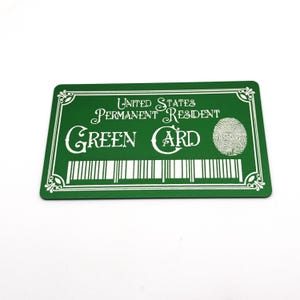 United States
Permanent Resident
Green Card